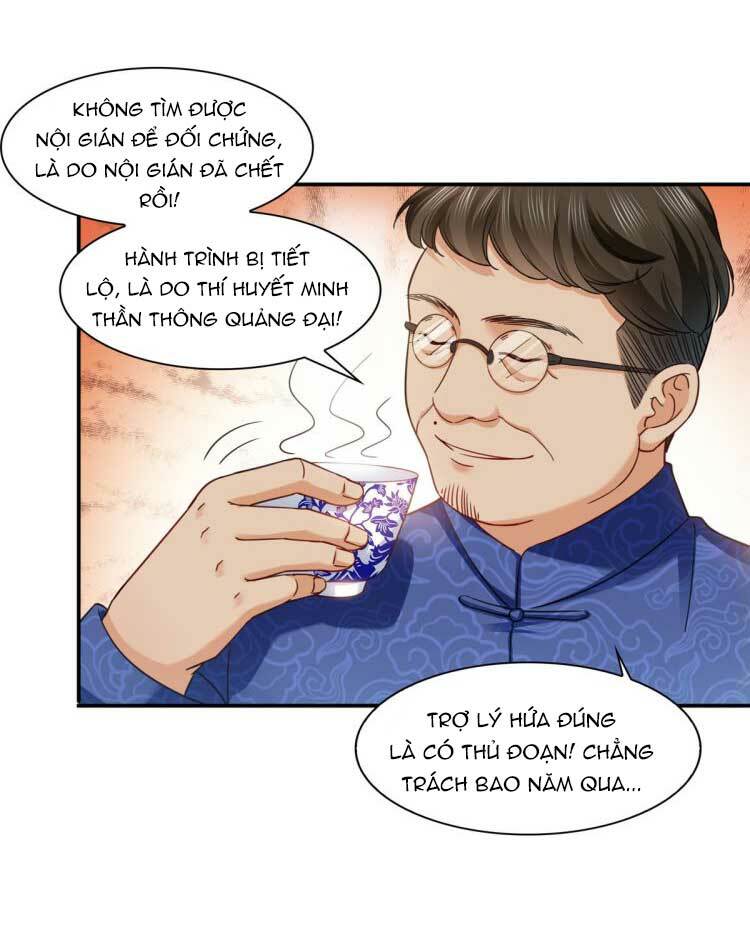 KHÔNG TÌM ĐƯỢC
NỘI GIÁN ĐỂ ĐỐI CHỨNG,
LÀ DO NỘI GIÁN ĐÃ CHẾT
RỒI!
HÀNH TRÌNH BỊ TIẾT
LỘ, LÀ DO THÍ HUYẾT MINH
THẦN THÔNG QUẢNG ĐẠI!
TRỢ LÝ HỨA ĐÚNG
LÀ CÓ THỦ ĐOẠN! CHẲNG
TRÁCH BAO NĂM QUA...